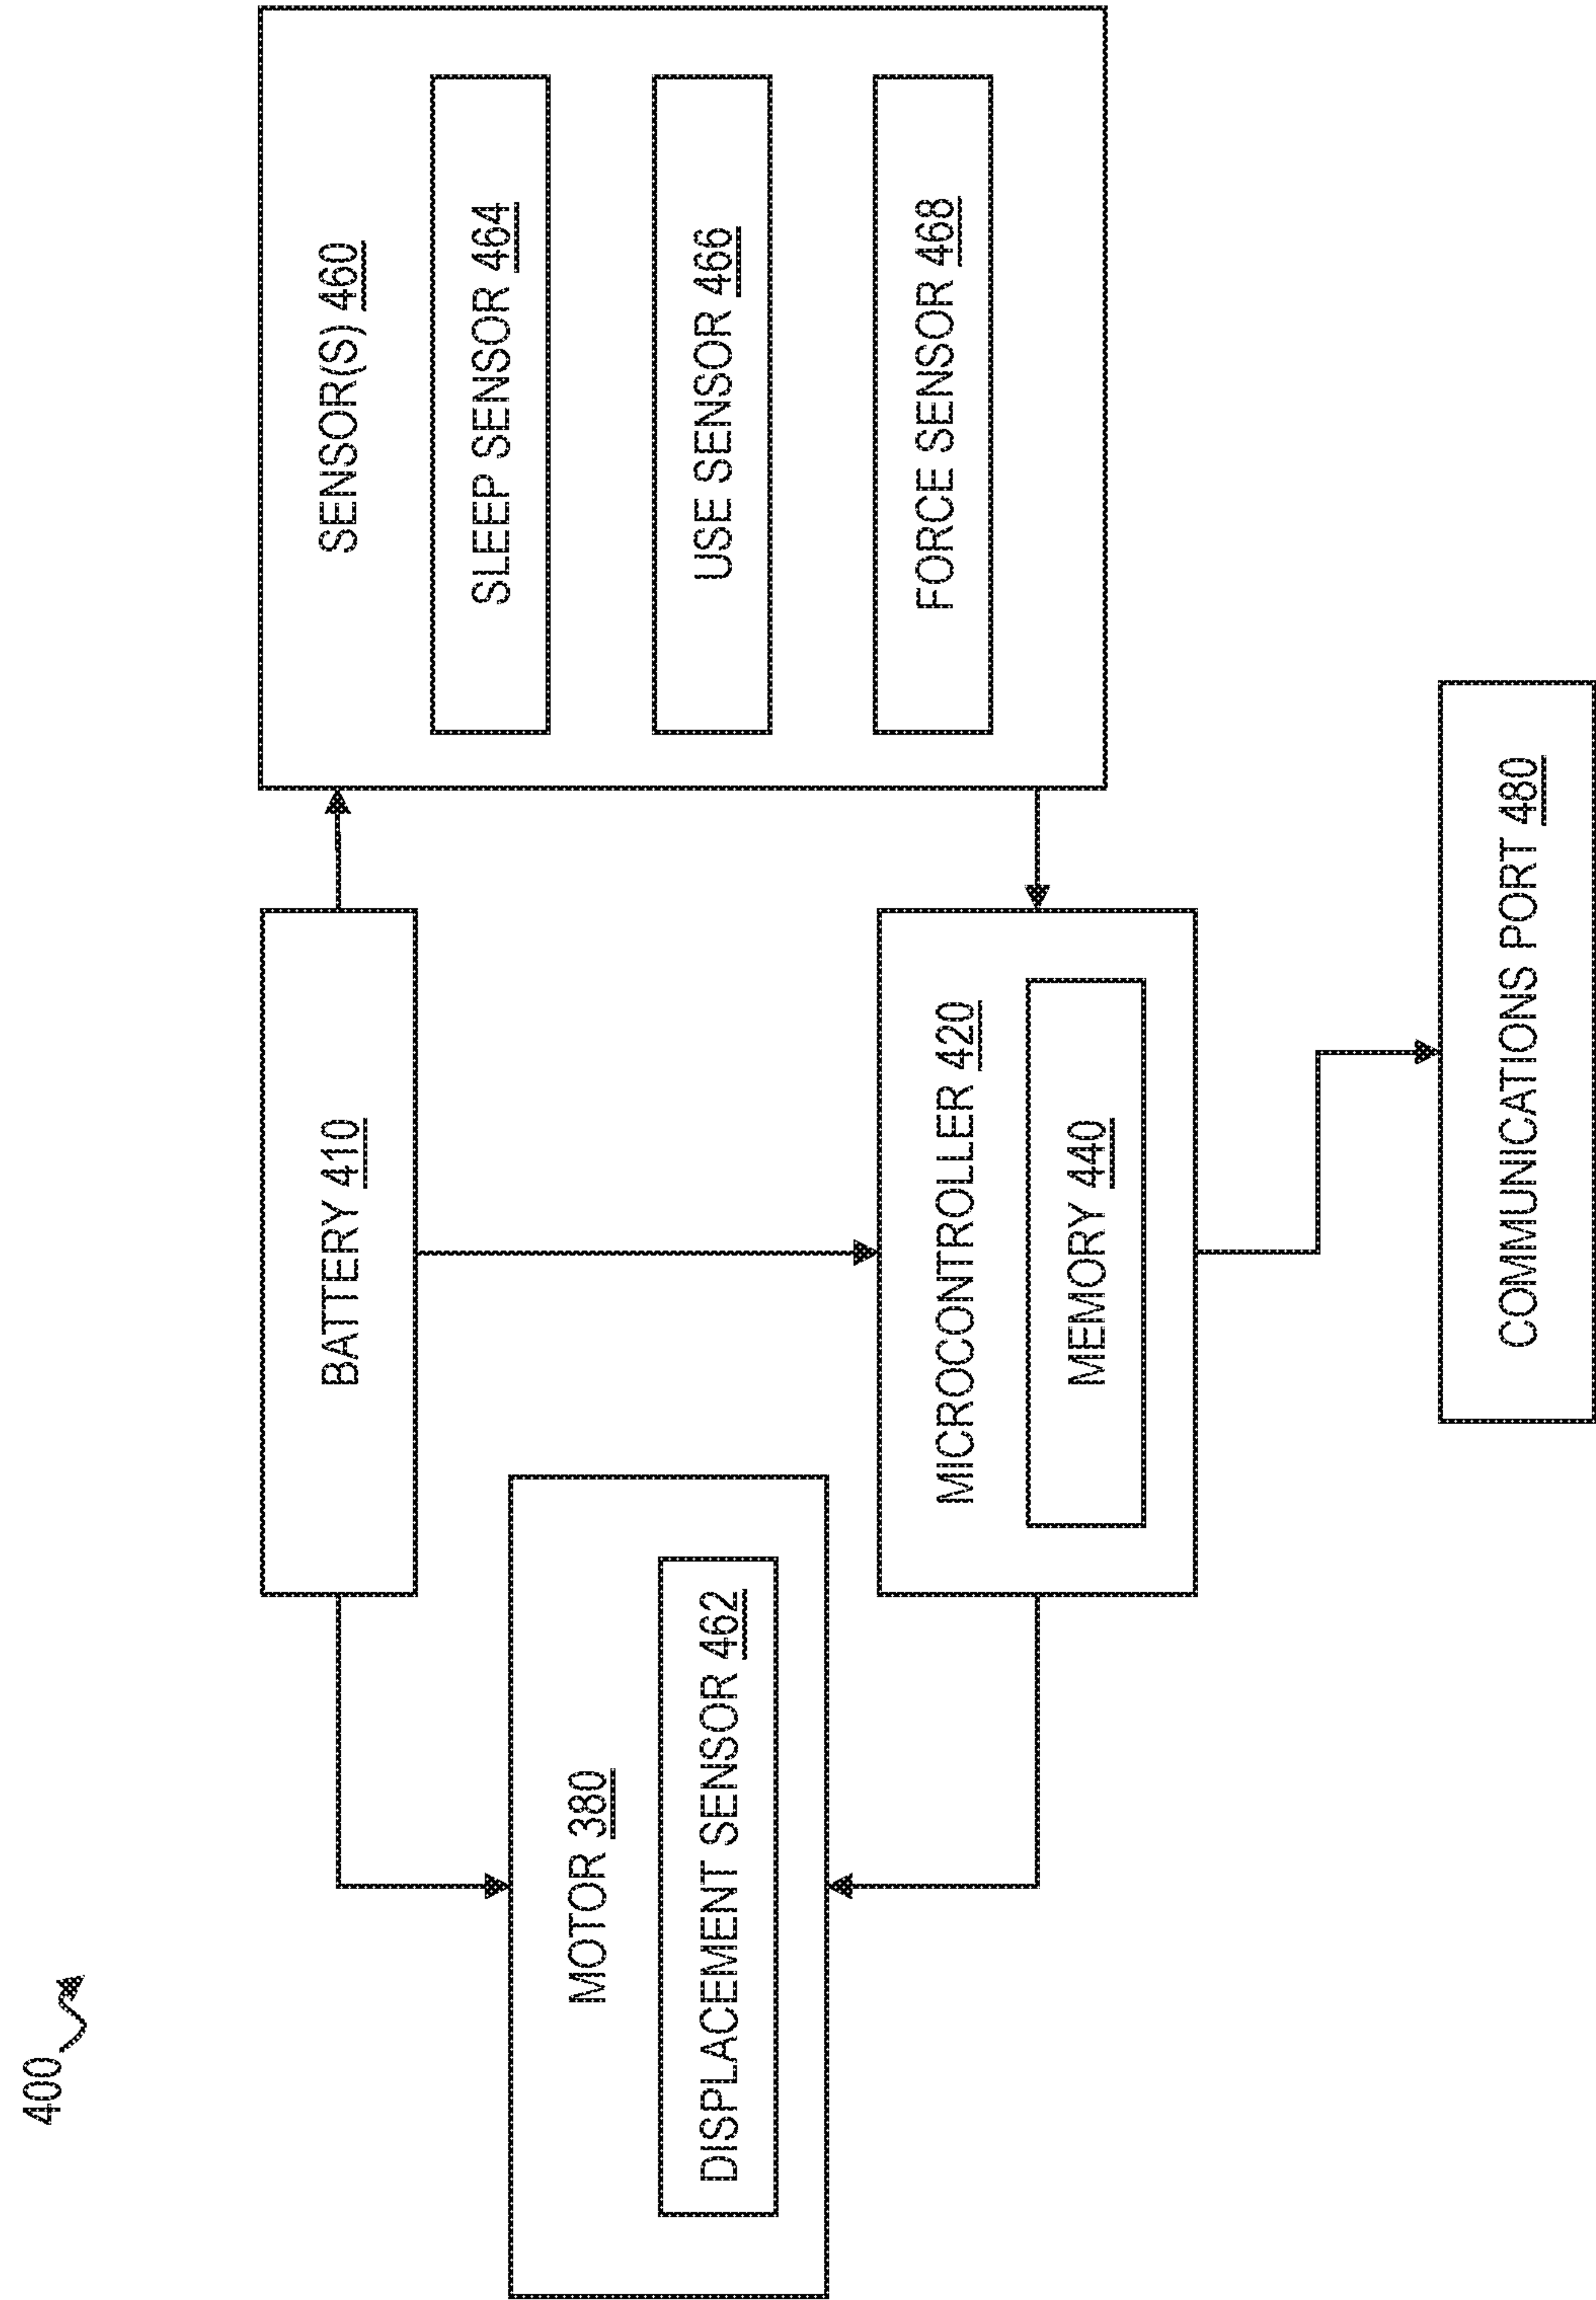 400
BATTERY 410
SENSOR(S) 460
SLEEP SENSOR 464
USE SENSOR 466
FORCE SENSOR 468
MOTOR 380
DISPLACEMENT SENSOR 462
MICROCONTROLLER 420
MEMORY 440
COMMUNICATIONS PORT 480